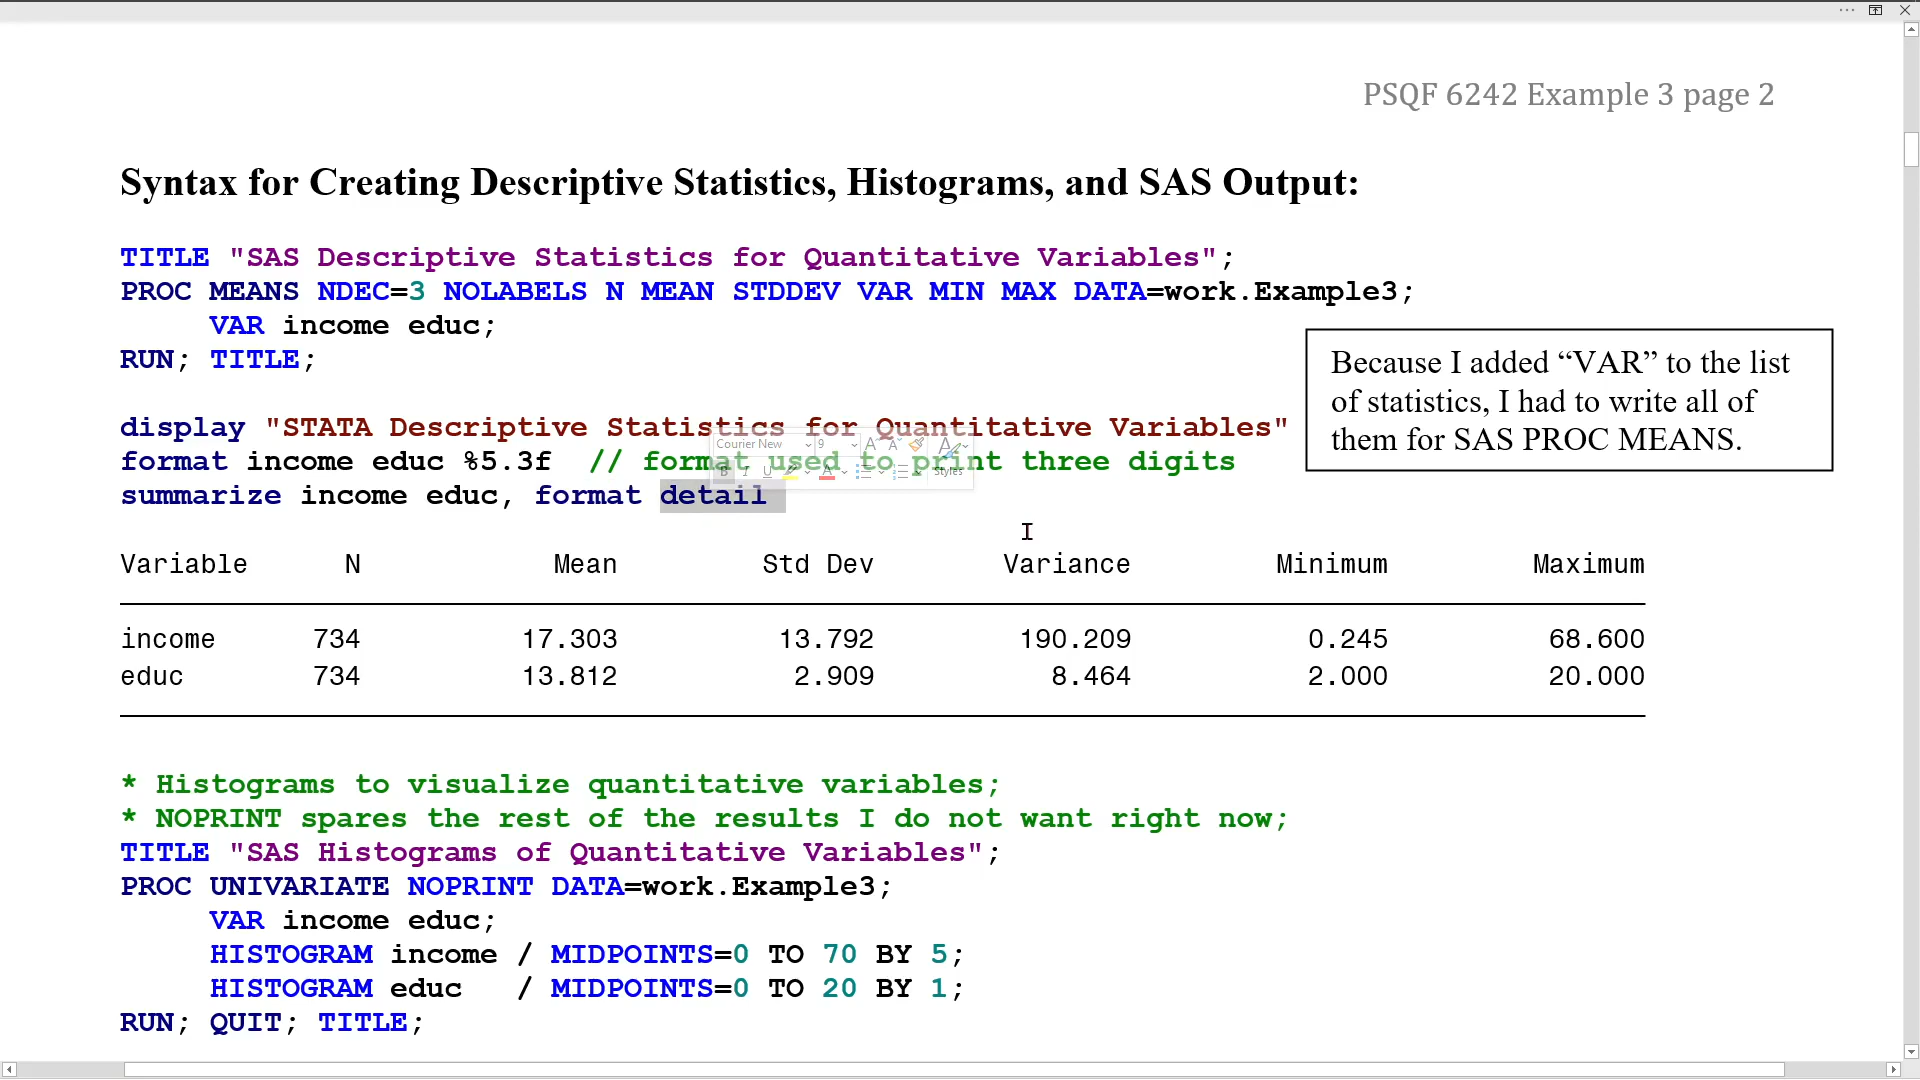 PSQF 6242 Example 3 page 2
Syntax for Creating Descriptive Statistics, Histograms, and SAS Output:
TITLE "SAS Descriptive Statistics for Quantitative Variables";
PROC MEANS NDEC=3 NOLABELS N MEAN STDDEV VAR MIN MAX DATA=work.Example3;
VAR income educ;
RUN; TITLE;
Because I added “VAR” to the list
of statistics, I had to write all of
them for SAS PROC MEANS.
display "STATA Descriptive Statistics for Quantitative Variables"
format income educ %5.3f // format used to print three digits
summarize income educ, format detail
Courier New 9
Styles
Variable N Mean Std Dev Variance Minimum Maximum
income 734 17.303 13.792 190.209 0.245 68.600
educ 734 13.812 2.909 8.464 2.000 20.000
* Histograms to visualize quantitative variables;
* NOPRINT spares the rest of the results I do not want right now;
TITLE "SAS Histograms of Quantitative Variables";
PROC UNIVARIATE NOPRINT DATA=work.Example3;
VAR income educ;
HISTOGRAM income / MIDPOINTS=0 TO 70 BY 5;
HISTOGRAM educ / MIDPOINTS=0 TO 20 BY 1;
RUN; QUIT; TITLE;